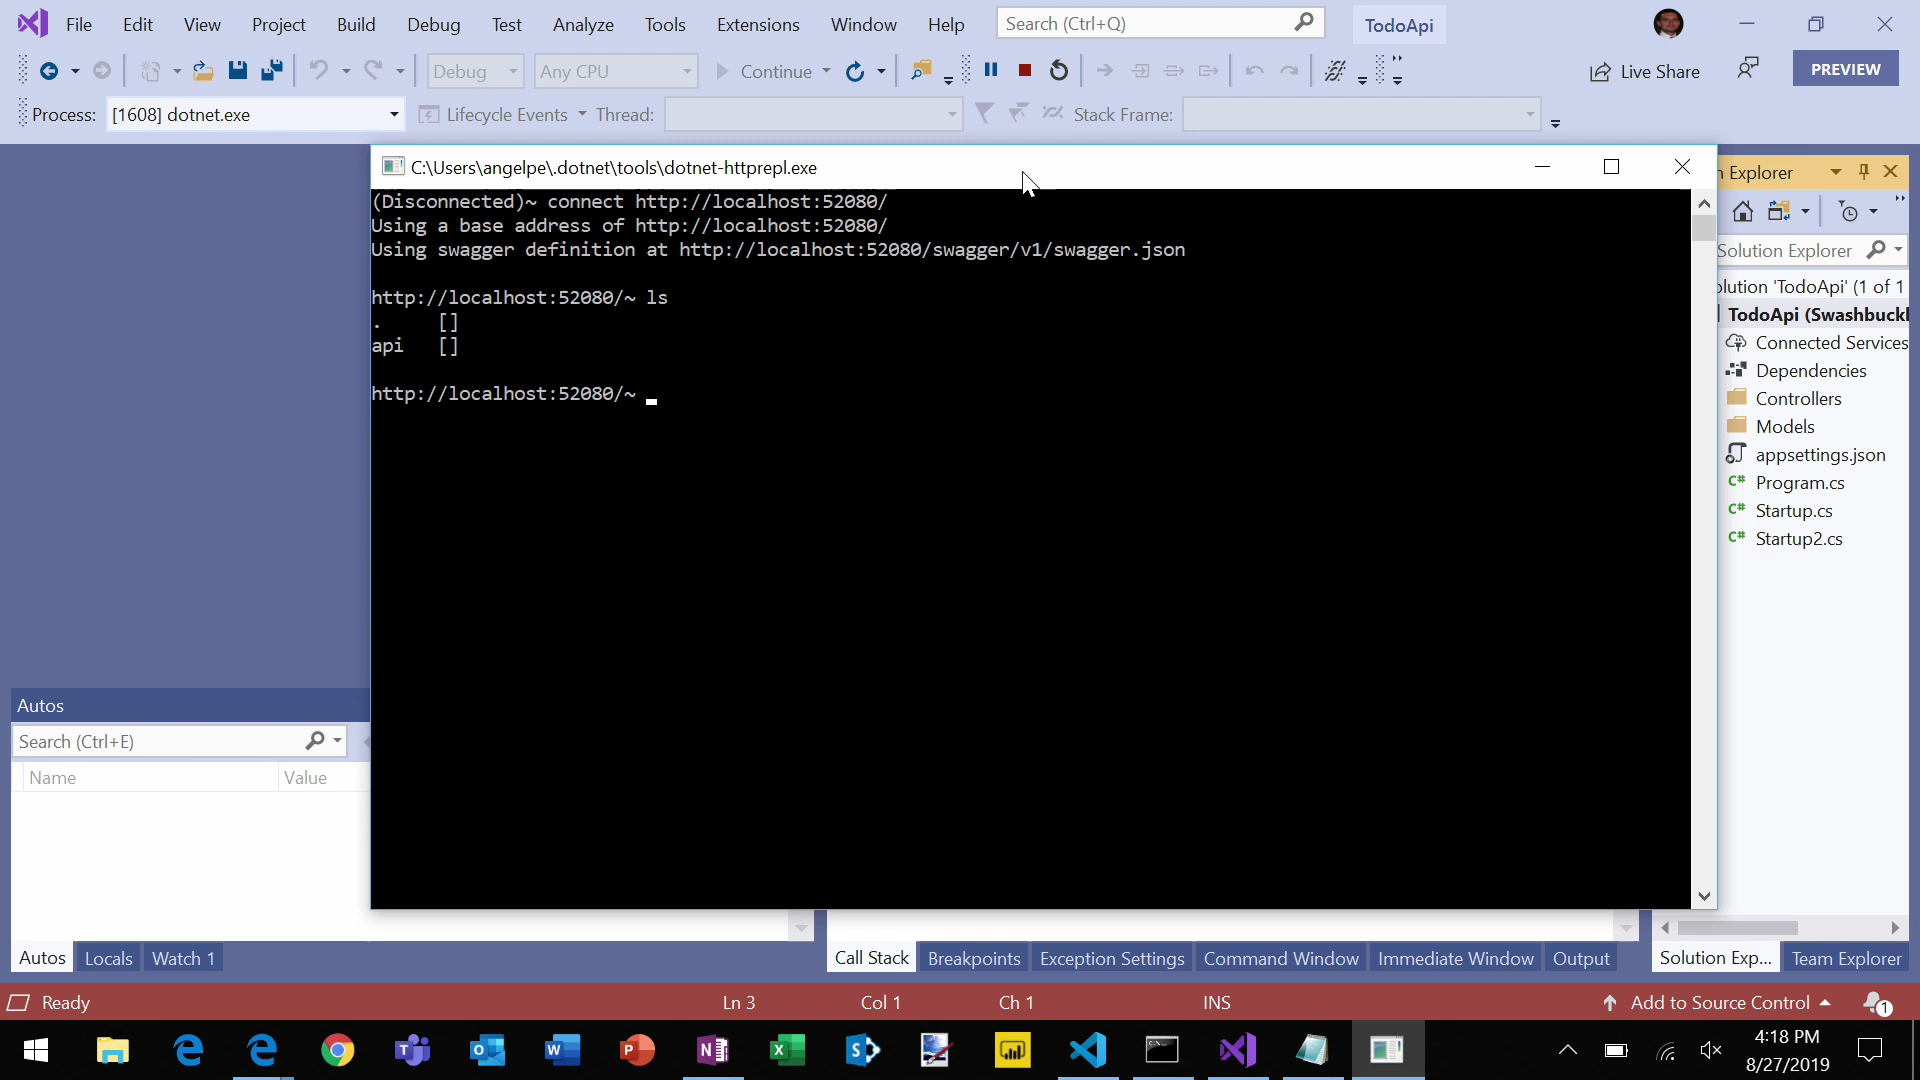 File Edit View Project Build Debug Test Analyze Tools Extensions Window Help Search (Ctrl+Q) TodoApi
Debug Any CPU Continue Live Share PREVIEW
Process: [1608] dotnet.exe Lifecycle Events Thread: Stack Frame:
C:\Users\angelpe\.dotnet\tools\dotnet-httprepl.exe
(Disconnected)~ connect http://localhost:52080/
Using a base address of http://localhost:52080/
Using swagger definition at http://localhost:52080/swagger/v1/swagger.json
http://localhost:52080/~ ls
. []
api []
http://localhost:52080/~
Explorer
Solution Explorer
'TodoApi' (1 of 1
TodoApi (Swashbuckl
Connected Services
Dependencies
Controllers
Models
appsettings.json
C# Program.cs
C# Startup.cs
C# Startup2.cs
Autos
Search (Ctrl+E)
Name Value
Autos Locals Watch 1
Call Stack Breakpoints Exception Settings Command Window Immediate Window Output
Solution Exp... Team Explorer
Ready Ln 3 Col 1 Ch 1 INS Add to Source Control 1
4:18 PM
8/27/2019